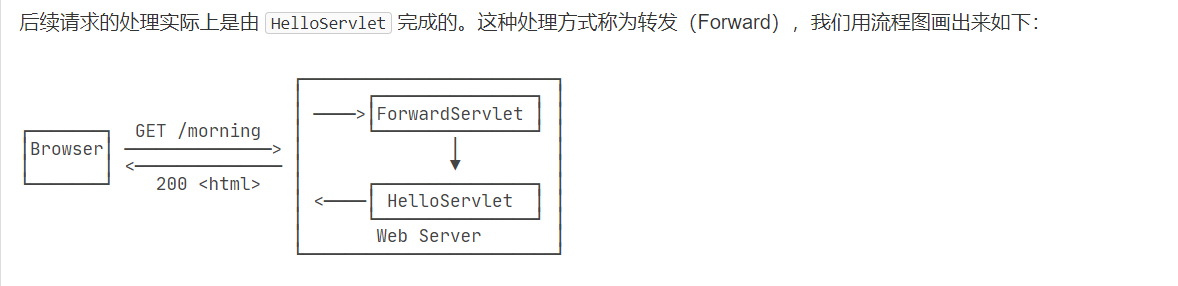 后续请求的处理实际上是由 HelloServlet 完成的。这种处理方式称为转发（Forward），我们用流程图画出来如下：
ForwardServlet
GET /morning
Browser
200 <html>
HelloServlet
Web Server